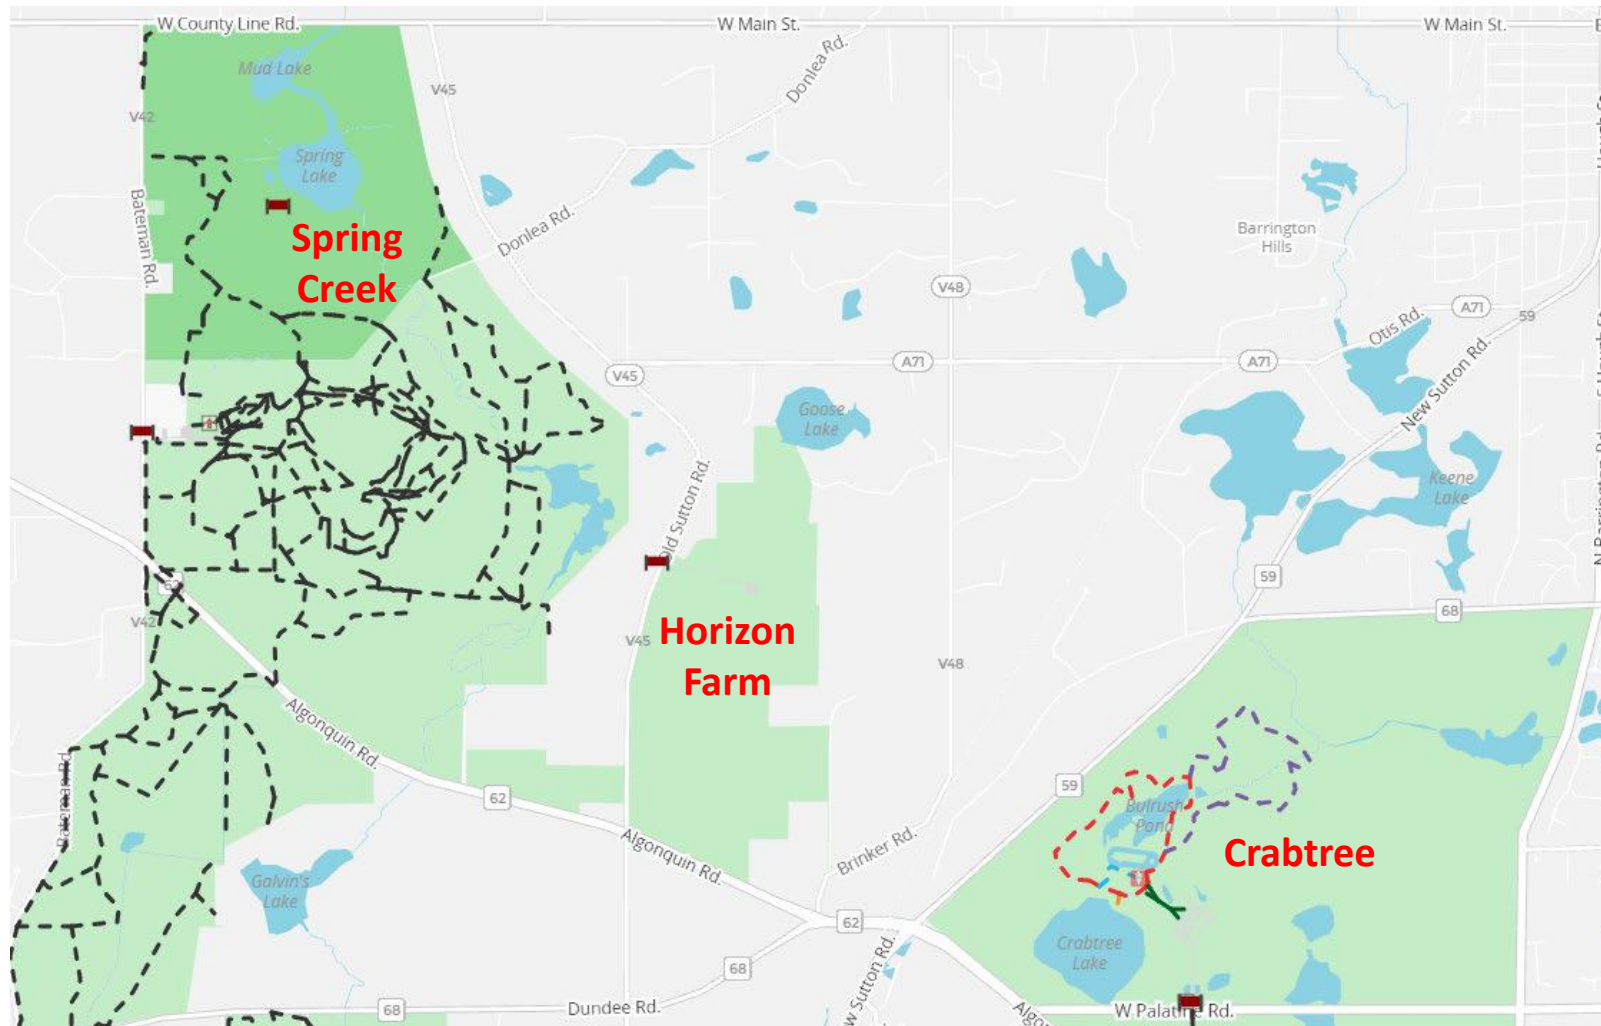 W County Line Rd.
W Main St.
W Main St.
Mud Lake
Donlea Rd.
V45
V42
Spring
Lake
Bateman Rd.
Spring
Creek
Donlea Rd.
Barrington
Hills
V48
A71
59
Otis Rd.
V45
A71
A71
New Sutton Rd.
Goose
Lake
Keene
Lake
Old Sutton Rd.
62
59
68
V42
V45
Horizon
Farm
V48
Algonquin Rd.
62
59
Bulrush
Pond
Algonquin Rd.
Brinker Rd.
Crabtree
Galvin's
Lake
62
Crabtree
Lake
68
68
Dundee Rd.
W Palatine Rd.